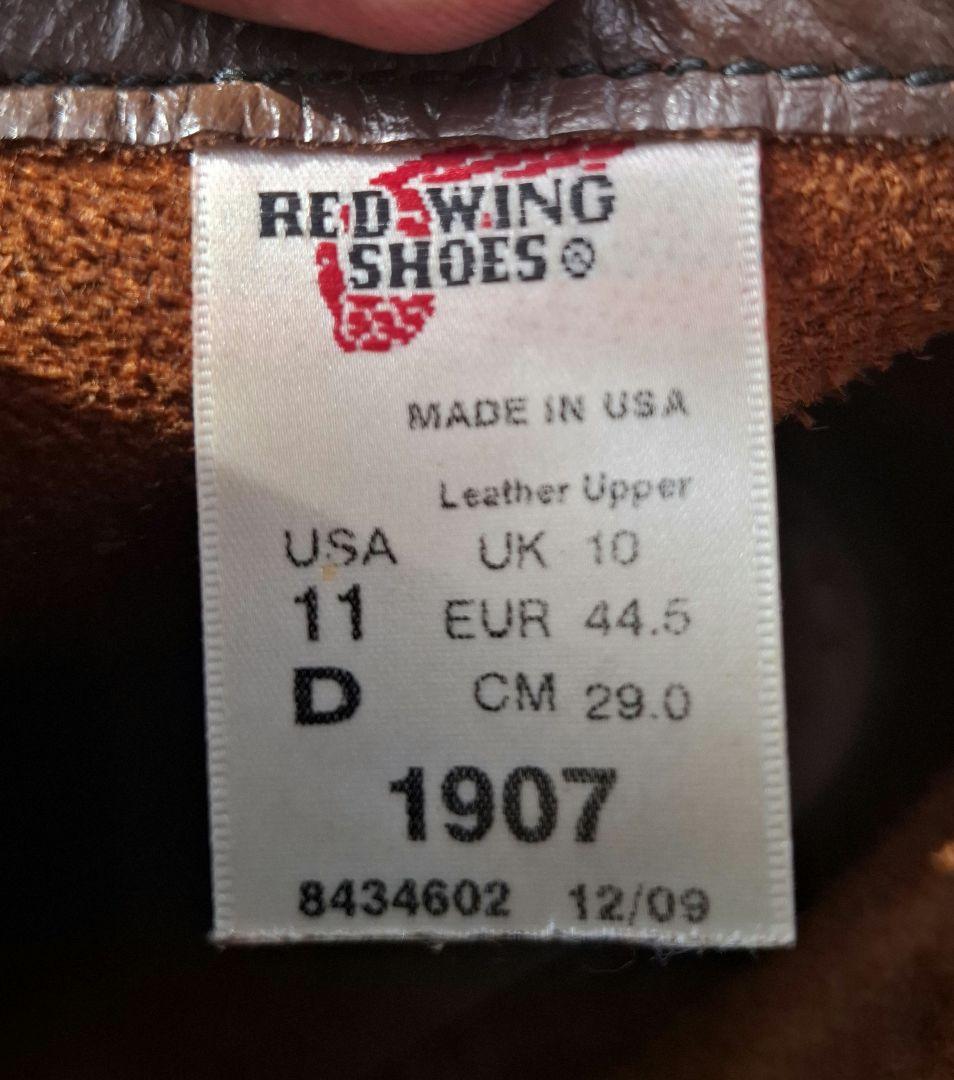 RED WING
SHOES®
MADE IN USA
Leather Upper
USA UK 10
11 EUR 44.5
D CM 29.0
1907
8434602 12/09